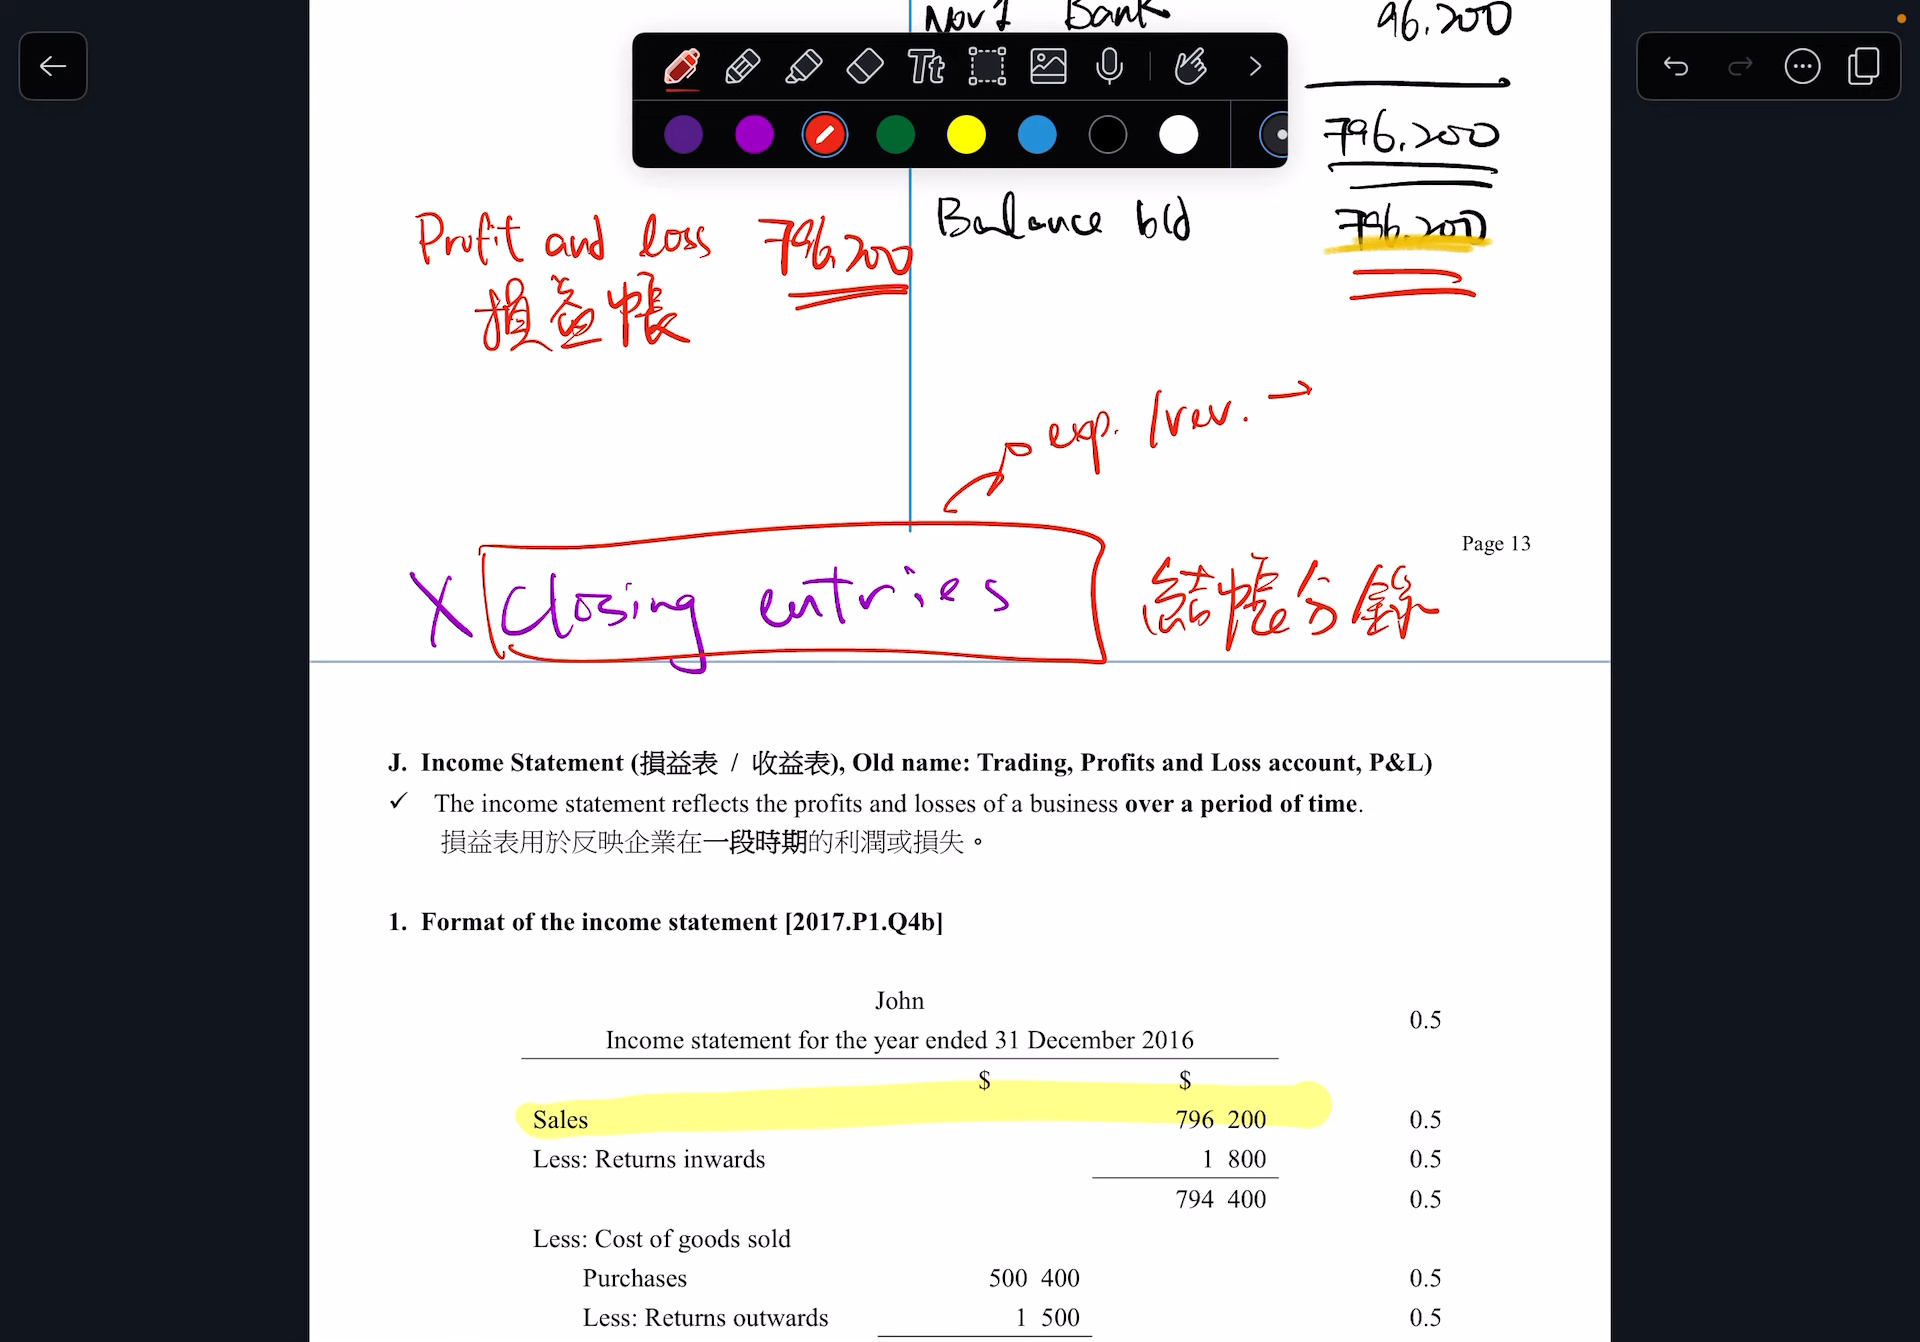 Nov 1 Bank 96,200
796,200
Balance b/d 796,200
Profit and loss 796,200
損益帳
exp. /rev. →
X Closing entries 結帳分錄
Page 13
J. Income Statement (損益表 / 收益表), Old name: Trading, Profits and Loss account, P&L)
✓ The income statement reflects the profits and losses of a business over a period of time.
損益表用於反映企業在一段時期的利潤或損失。
1. Format of the income statement [2017.P1.Q4b]
John
Income statement for the year ended 31 December 2016 0.5
$ $
Sales 796 200 0.5
Less: Returns inwards 1 800 0.5
794 400 0.5
Less: Cost of goods sold
Purchases 500 400 0.5
Less: Returns outwards 1 500 0.5